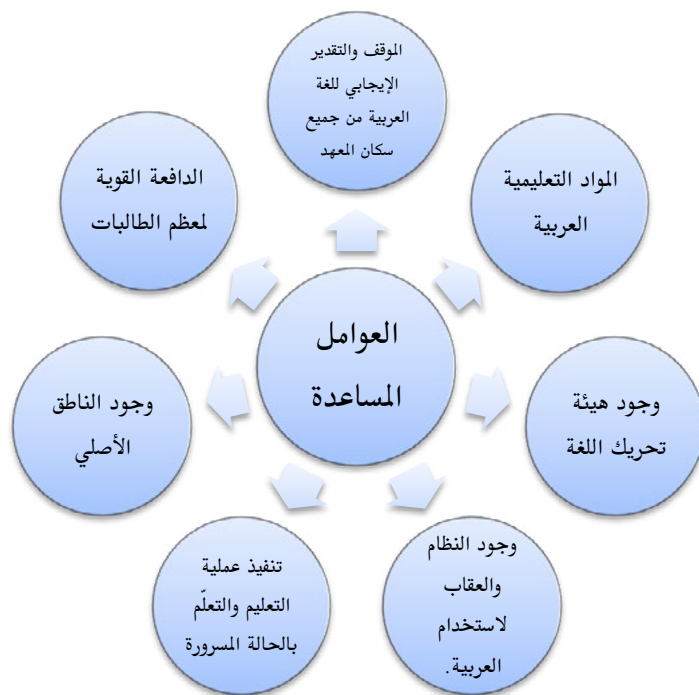 الموقف والتقدير
الإيجابي للغة
العربية من جميع
سكان المعهد
المواد التعليمية
العربية
وجود هيئة
تحريك اللغة
وجود النظام
والعقاب
لاستخدام
العربية.
تنفيذ عملية
التعليم والتعلّم
بالحالة المسرورة
وجود الناطق
الأصلي
الدافعة القوية
لمعظم الطالبات
العوامل
المساعدة